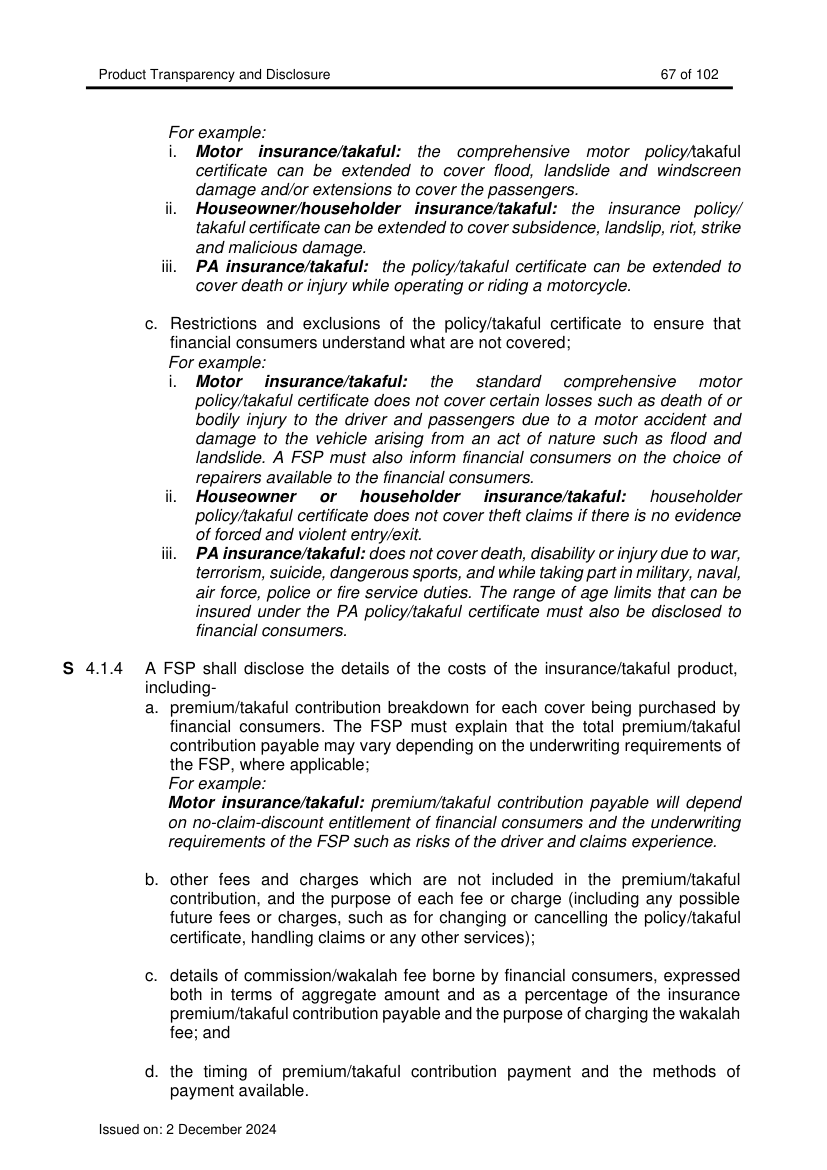 Product Transparency and Disclosure 67 of 102
For example:
i. Motor insurance/takaful: the comprehensive motor policy/takaful
certificate can be extended to cover flood, landslide and windscreen
damage and/or extensions to cover the passengers.
ii. Houseowner/householder insurance/takaful: the insurance policy/
takaful certificate can be extended to cover subsidence, landslip, riot, strike
and malicious damage.
iii. PA insurance/takaful: the policy/takaful certificate can be extended to
cover death or injury while operating or riding a motorcycle.
c. Restrictions and exclusions of the policy/takaful certificate to ensure that
financial consumers understand what are not covered;
For example:
i. Motor insurance/takaful: the standard comprehensive motor
policy/takaful certificate does not cover certain losses such as death of or
bodily injury to the driver and passengers due to a motor accident and
damage to the vehicle arising from an act of nature such as flood and
landslide. A FSP must also inform financial consumers on the choice of
repairers available to the financial consumers.
ii. Houseowner or householder insurance/takaful: householder
policy/takaful certificate does not cover theft claims if there is no evidence
of forced and violent entry/exit.
iii. PA insurance/takaful: does not cover death, disability or injury due to war,
terrorism, suicide, dangerous sports, and while taking part in military, naval,
air force, police or fire service duties. The range of age limits that can be
insured under the PA policy/takaful certificate must also be disclosed to
financial consumers.
S 4.1.4 A FSP shall disclose the details of the costs of the insurance/takaful product,
including-
a. premium/takaful contribution breakdown for each cover being purchased by
financial consumers. The FSP must explain that the total premium/takaful
contribution payable may vary depending on the underwriting requirements of
the FSP, where applicable;
For example:
Motor insurance/takaful: premium/takaful contribution payable will depend
on no-claim-discount entitlement of financial consumers and the underwriting
requirements of the FSP such as risks of the driver and claims experience.
b. other fees and charges which are not included in the premium/takaful
contribution, and the purpose of each fee or charge (including any possible
future fees or charges, such as for changing or cancelling the policy/takaful
certificate, handling claims or any other services);
c. details of commission/wakalah fee borne by financial consumers, expressed
both in terms of aggregate amount and as a percentage of the insurance
premium/takaful contribution payable and the purpose of charging the wakalah
fee; and
d. the timing of premium/takaful contribution payment and the methods of
payment available.
Issued on: 2 December 2024